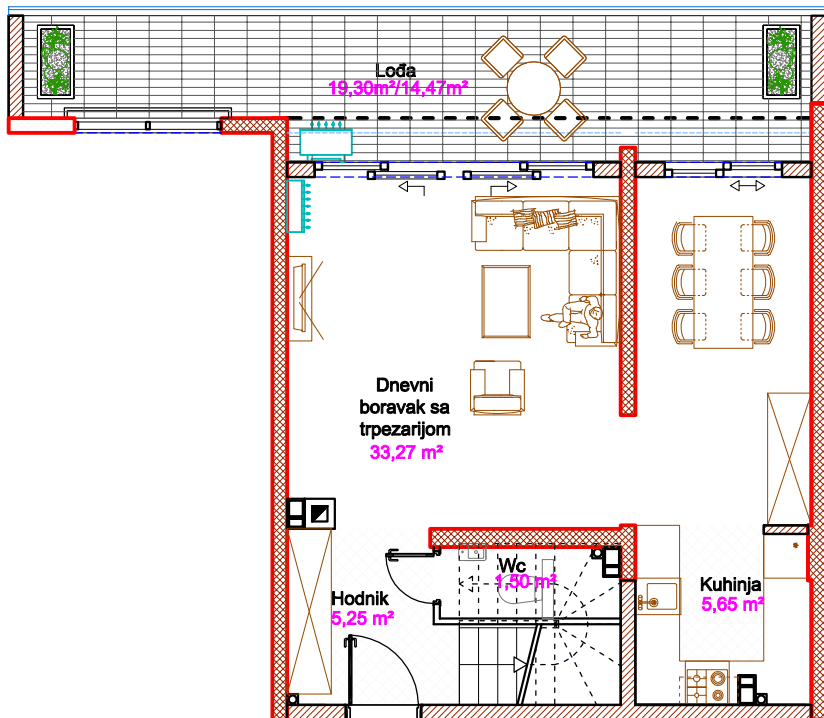 Lođa
19,30m²/14,47m²
Dnevni
boravak sa
trpezarijom
33,27 m²
Wc
1,50 m²
Hodnik
5,25 m²
Kuhinja
5,65 m²